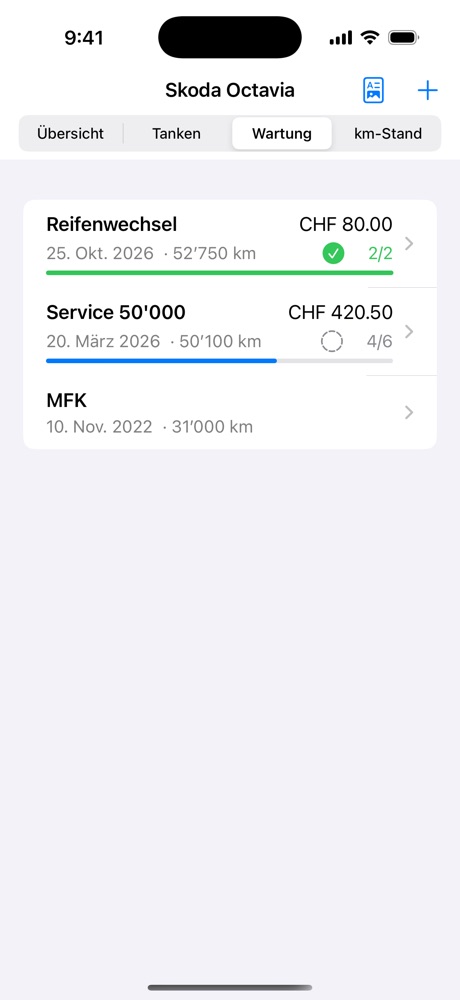 9:41
Skoda Octavia
Übersicht Tanken Wartung km-Stand
Reifenwechsel CHF 80.00
25. Okt. 2026 · 52’750 km 2/2
Service 50'000 CHF 420.50
20. März 2026 · 50’100 km 4/6
MFK
10. Nov. 2022 · 31’000 km